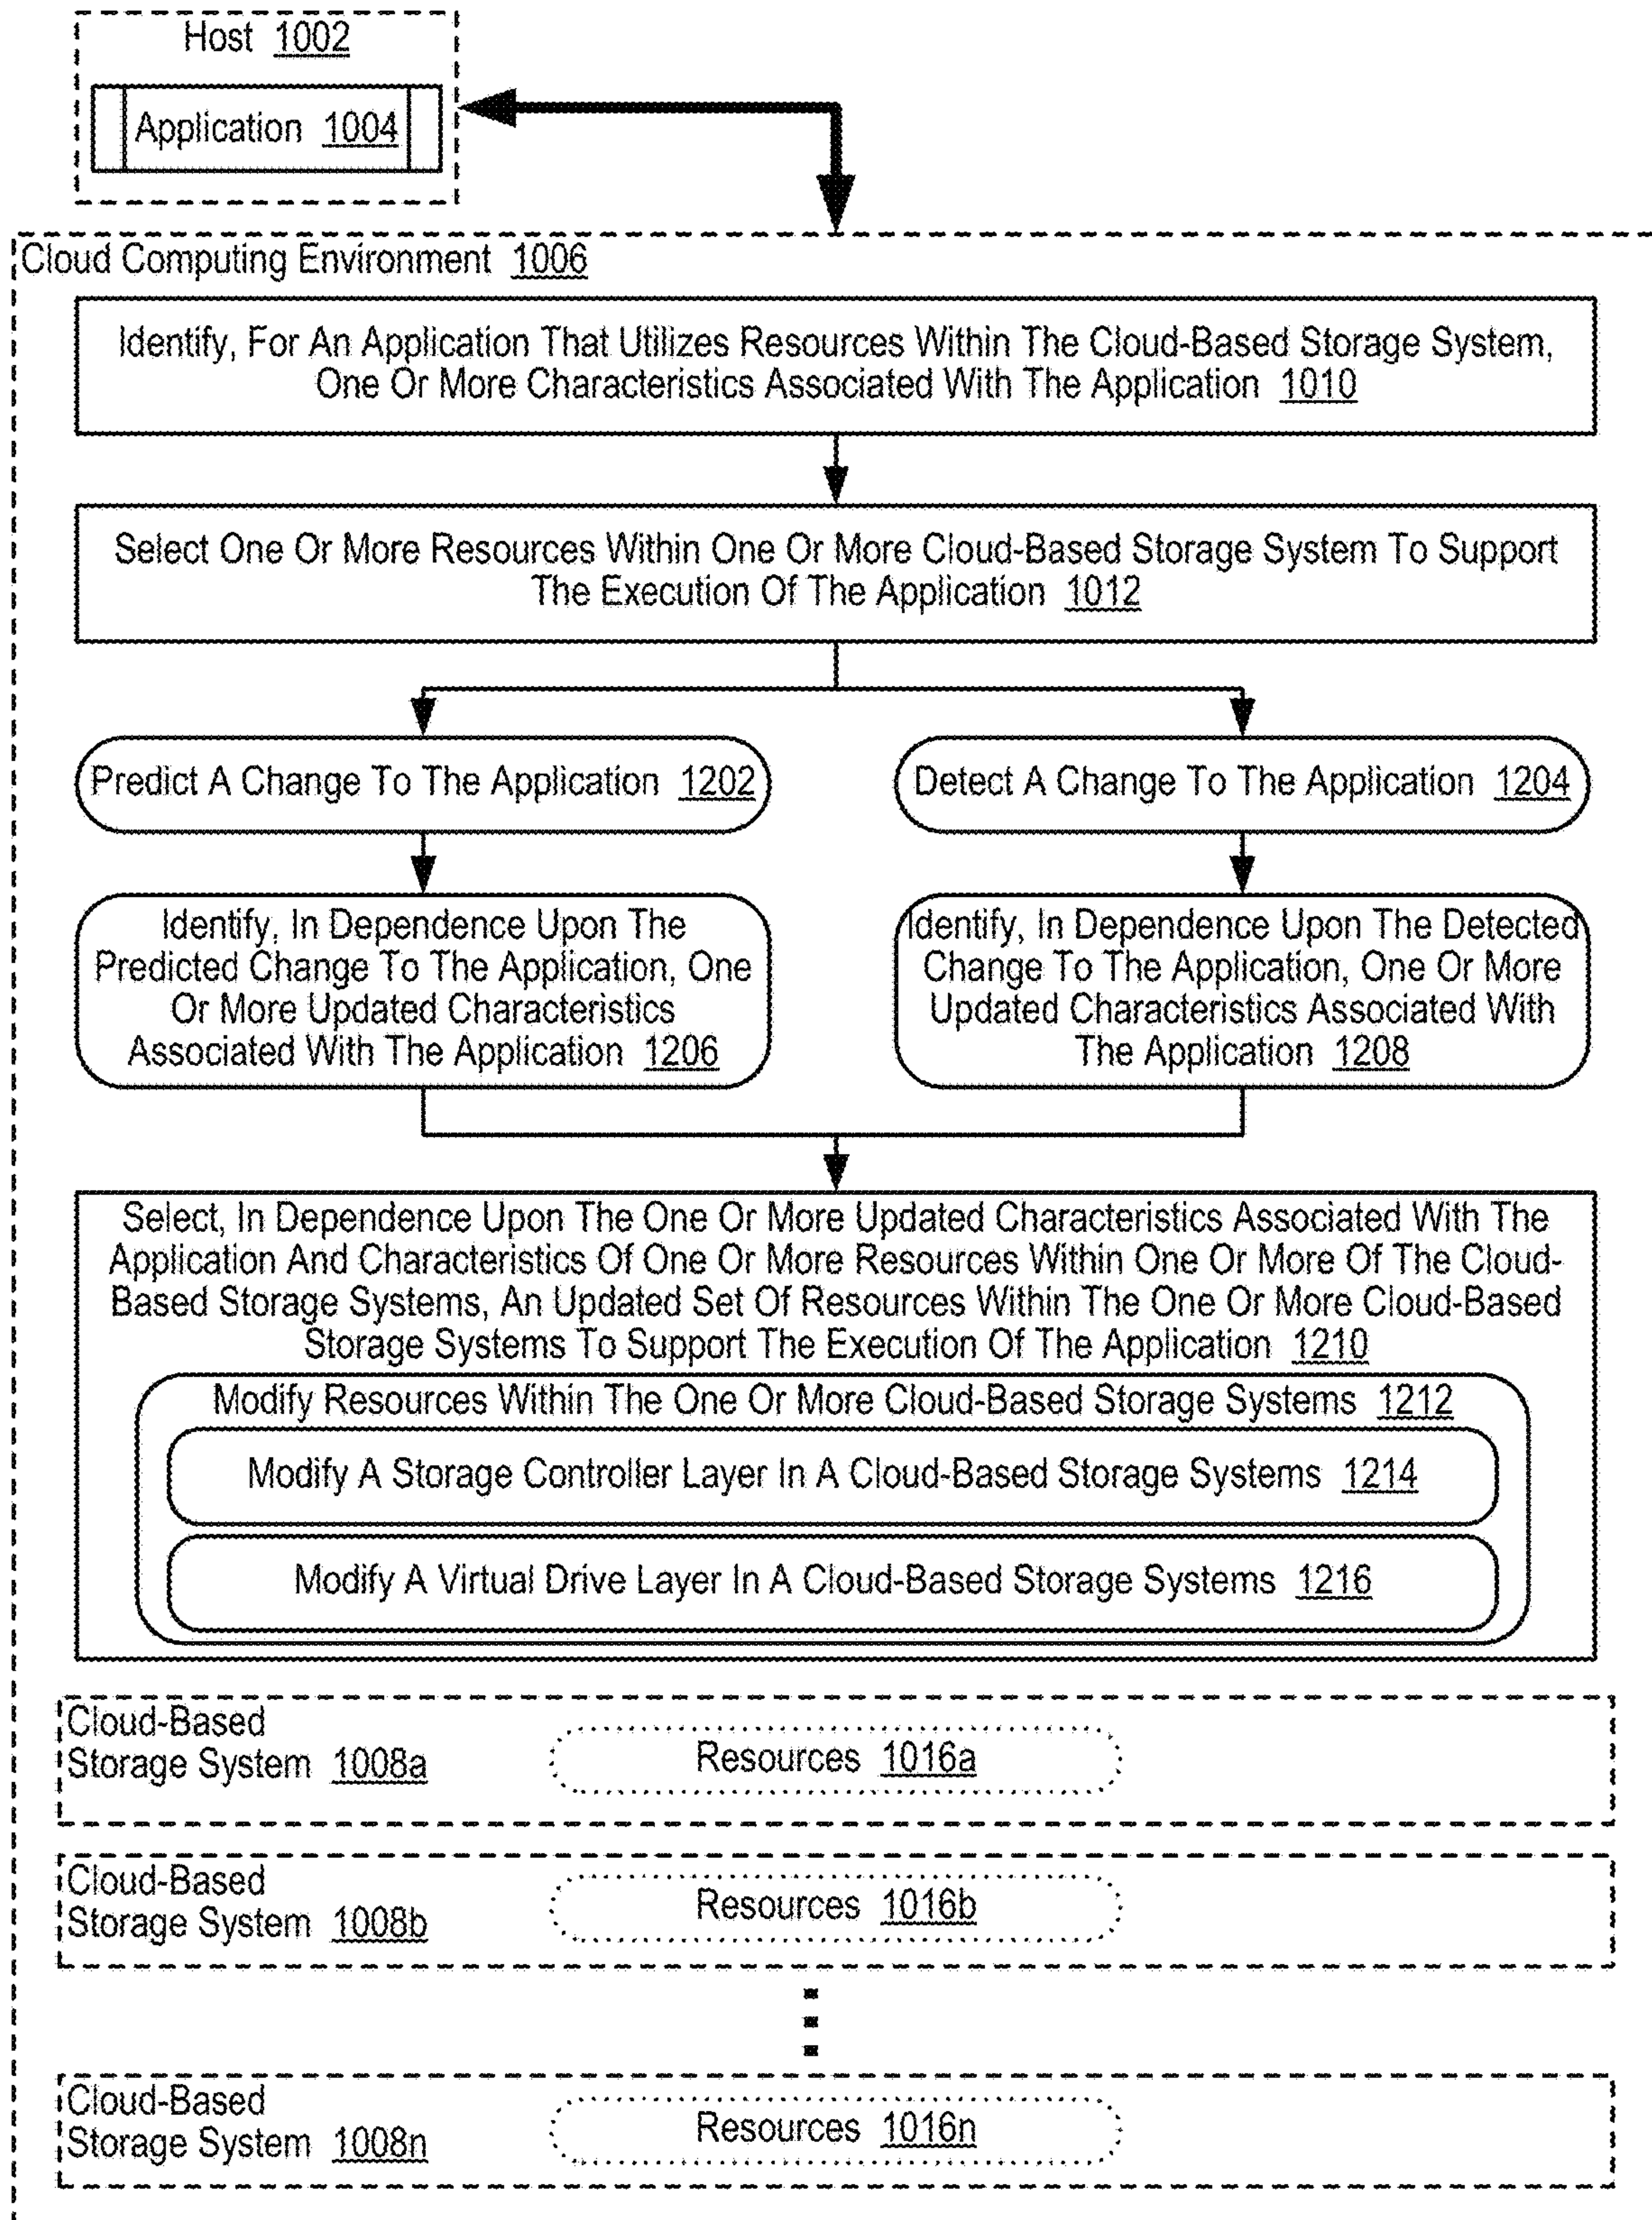 Host 1002
Application 1004
Cloud Computing Environment 1006
Identify, For An Application That Utilizes Resources Within The Cloud-Based Storage System,
One Or More Characteristics Associated With The Application 1010
Select One Or More Resources Within One Or More Cloud-Based Storage System To Support
The Execution Of The Application 1012
Predict A Change To The Application 1202
Detect A Change To The Application 1204
Identify, In Dependence Upon The
Predicted Change To The Application, One
Or More Updated Characteristics
Associated With The Application 1206
Identify, In Dependence Upon The Detected
Change To The Application, One Or More
Updated Characteristics Associated With
The Application 1208
Select, In Dependence Upon The One Or More Updated Characteristics Associated With The
Application And Characteristics Of One Or More Resources Within One Or More Of The Cloud-
Based Storage Systems, An Updated Set Of Resources Within The One Or More Cloud-Based
Storage Systems To Support The Execution Of The Application 1210
Modify Resources Within The One Or More Cloud-Based Storage Systems 1212
Modify A Storage Controller Layer In A Cloud-Based Storage Systems 1214
Modify A Virtual Drive Layer In A Cloud-Based Storage Systems 1216
Cloud-Based
Storage System 1008a
Resources 1016a
Cloud-Based
Storage System 1008b
Resources 1016b
Cloud-Based
Storage System 1008n
Resources 1016n